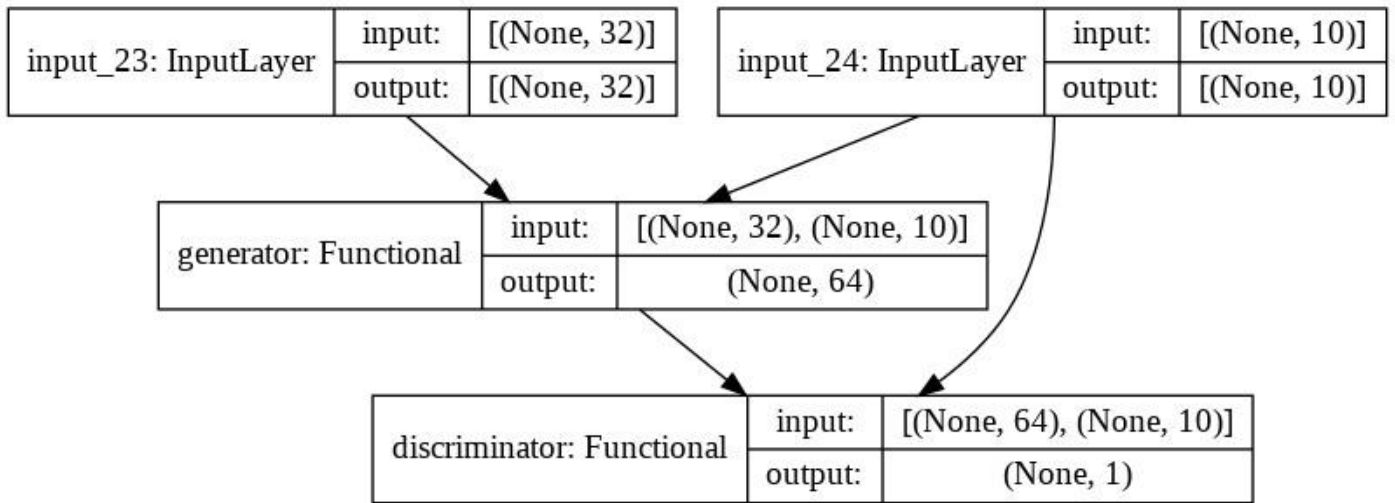 input_23: InputLayer
input:
[(None, 32)]
output:
[(None, 32)]
input_24: InputLayer
input:
[(None, 10)]
output:
[(None, 10)]
generator: Functional
input:
[(None, 32), (None, 10)]
output:
(None, 64)
discriminator: Functional
input:
[(None, 64), (None, 10)]
output:
(None, 1)